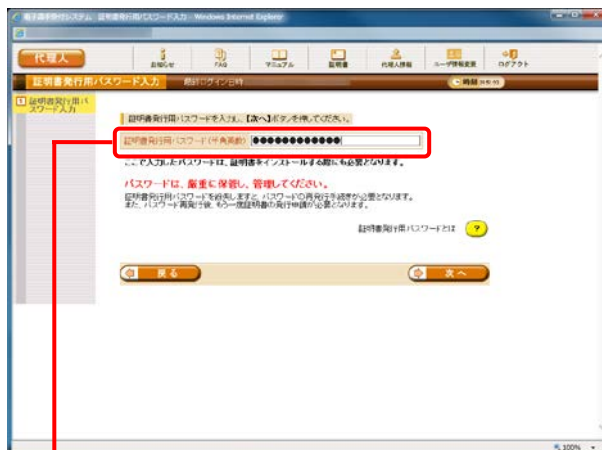 電子薬事受付システム 証明書発行用パスワード入力 - Windows Internet Explorer
代理人
お知らせ
FAQ
マニュアル
証明書
代理人情報
ユーザ情報変更
ログアウト
証明書発行用パスワード入力
最終ログイン日時
時刻
1 証明書発行用パスワード入力
証明書発行用パスワードを入力し、【次へ】ボタンを押してください。
証明書発行用パスワード(半角英数) ●●●●●●●●●●●●●
ここで入力したパスワードは、証明書をインストールする際にも必要となります。
パスワードは、厳重に保管し、管理してください。
証明書発行用パスワードを紛失しますと、パスワードの再発行手続きが必要となります。
また、パスワード再発行後、もう一度証明書の発行申請が必要となります。
証明書発行用パスワードとは ?
戻る
次へ
100%